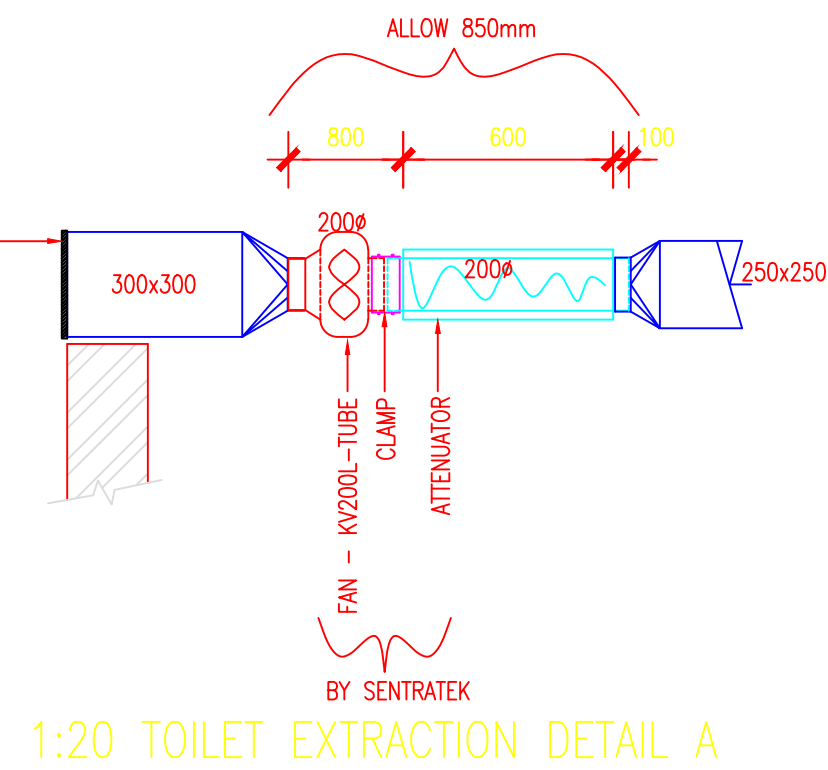 ALLOW 850mm
800
600
100
200ø
300x300
200ø
250x250
FAN - KV200L-TUBE
CLAMP
ATTENUATOR
BY SENTRATEK
1:20 TOILET EXTRACTION DETAIL A